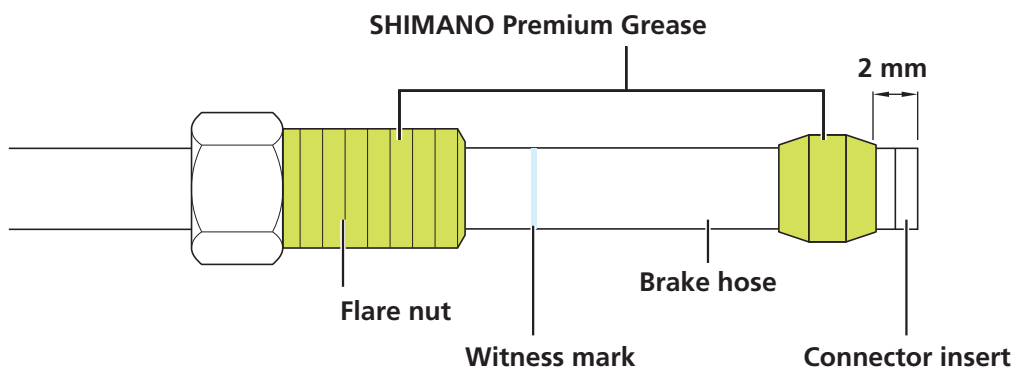 SHIMANO Premium Grease
2 mm
Brake hose
Flare nut
Witness mark
Connector insert